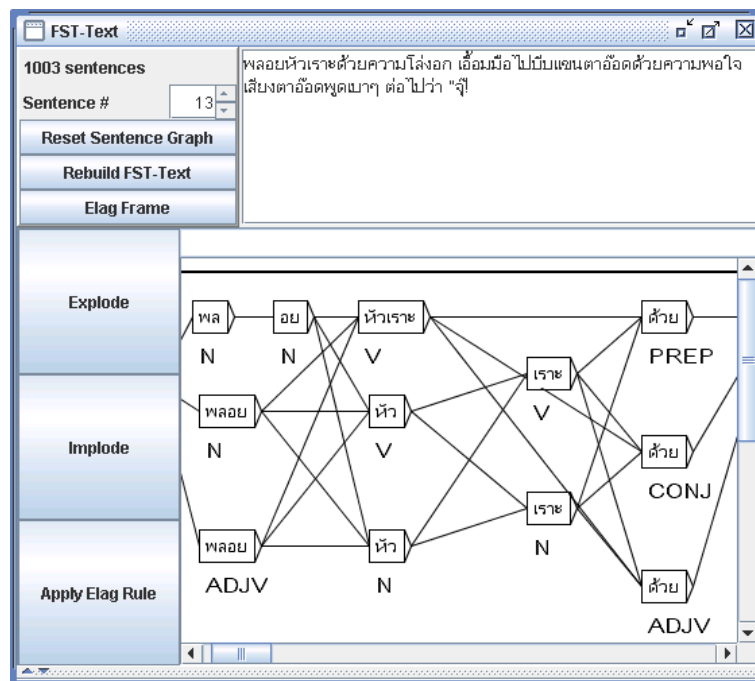 FST-Text
1003 sentences
Sentence # 13
Reset Sentence Graph
Rebuild FST-Text
Elag Frame
พลอยหัวเราะด้วยความโล่งอก เอื้อมมือไปบีบแขนตาอ๊อดด้วยความพอใจ
เสียงตาอ๊อดพูดเบาๆ ต่อไปว่า "จุ๊!
Explode
Implode
Apply Elag Rule
พล อย หัวเราะ ด้วย
N N V PREP
เราะ
V
พลอย หัว ด้วย
N V CONJ
เราะ
N
พลอย หัว ด้วย
ADJV N ADJV